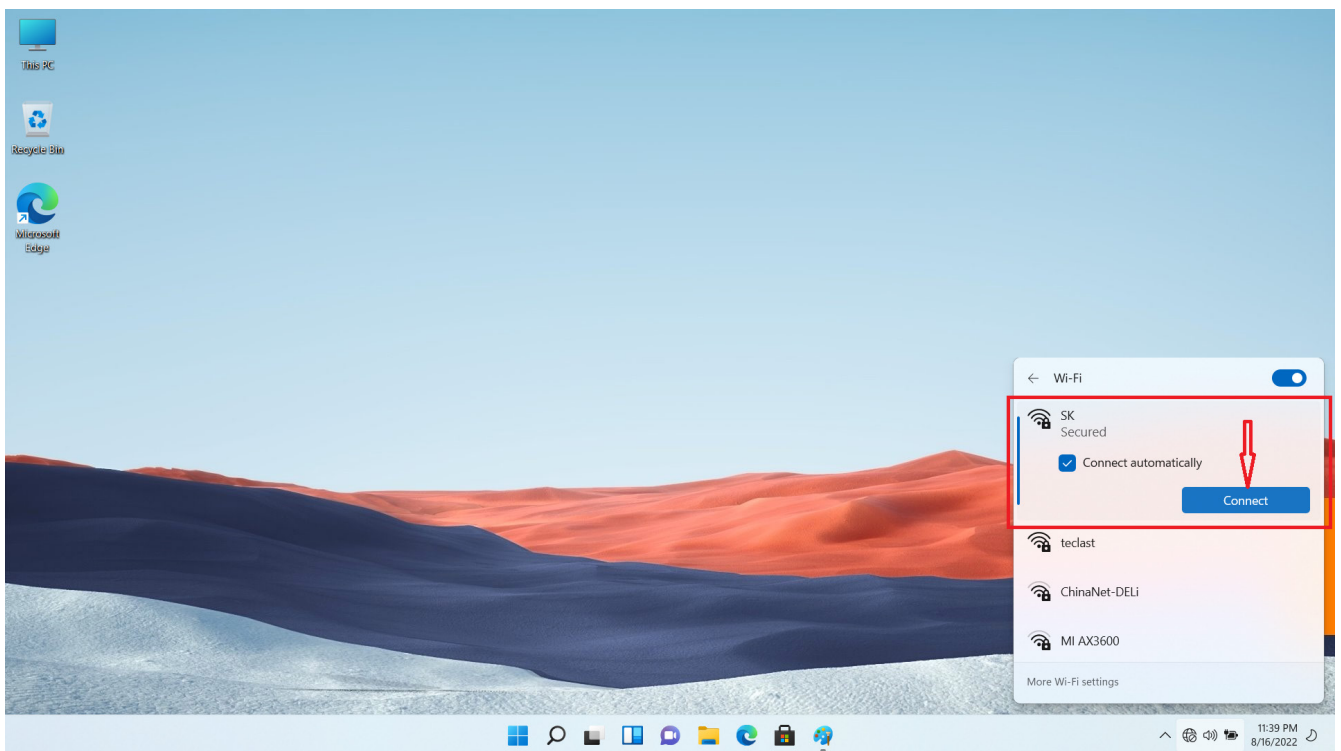 This PC
Recycle Bin
Microsoft
Edge
Wi-Fi
SK
Secured
Connect automatically
Connect
teclast
ChinaNet-DELi
MI AX3600
More Wi-Fi settings
11:39 PM
8/16/2022